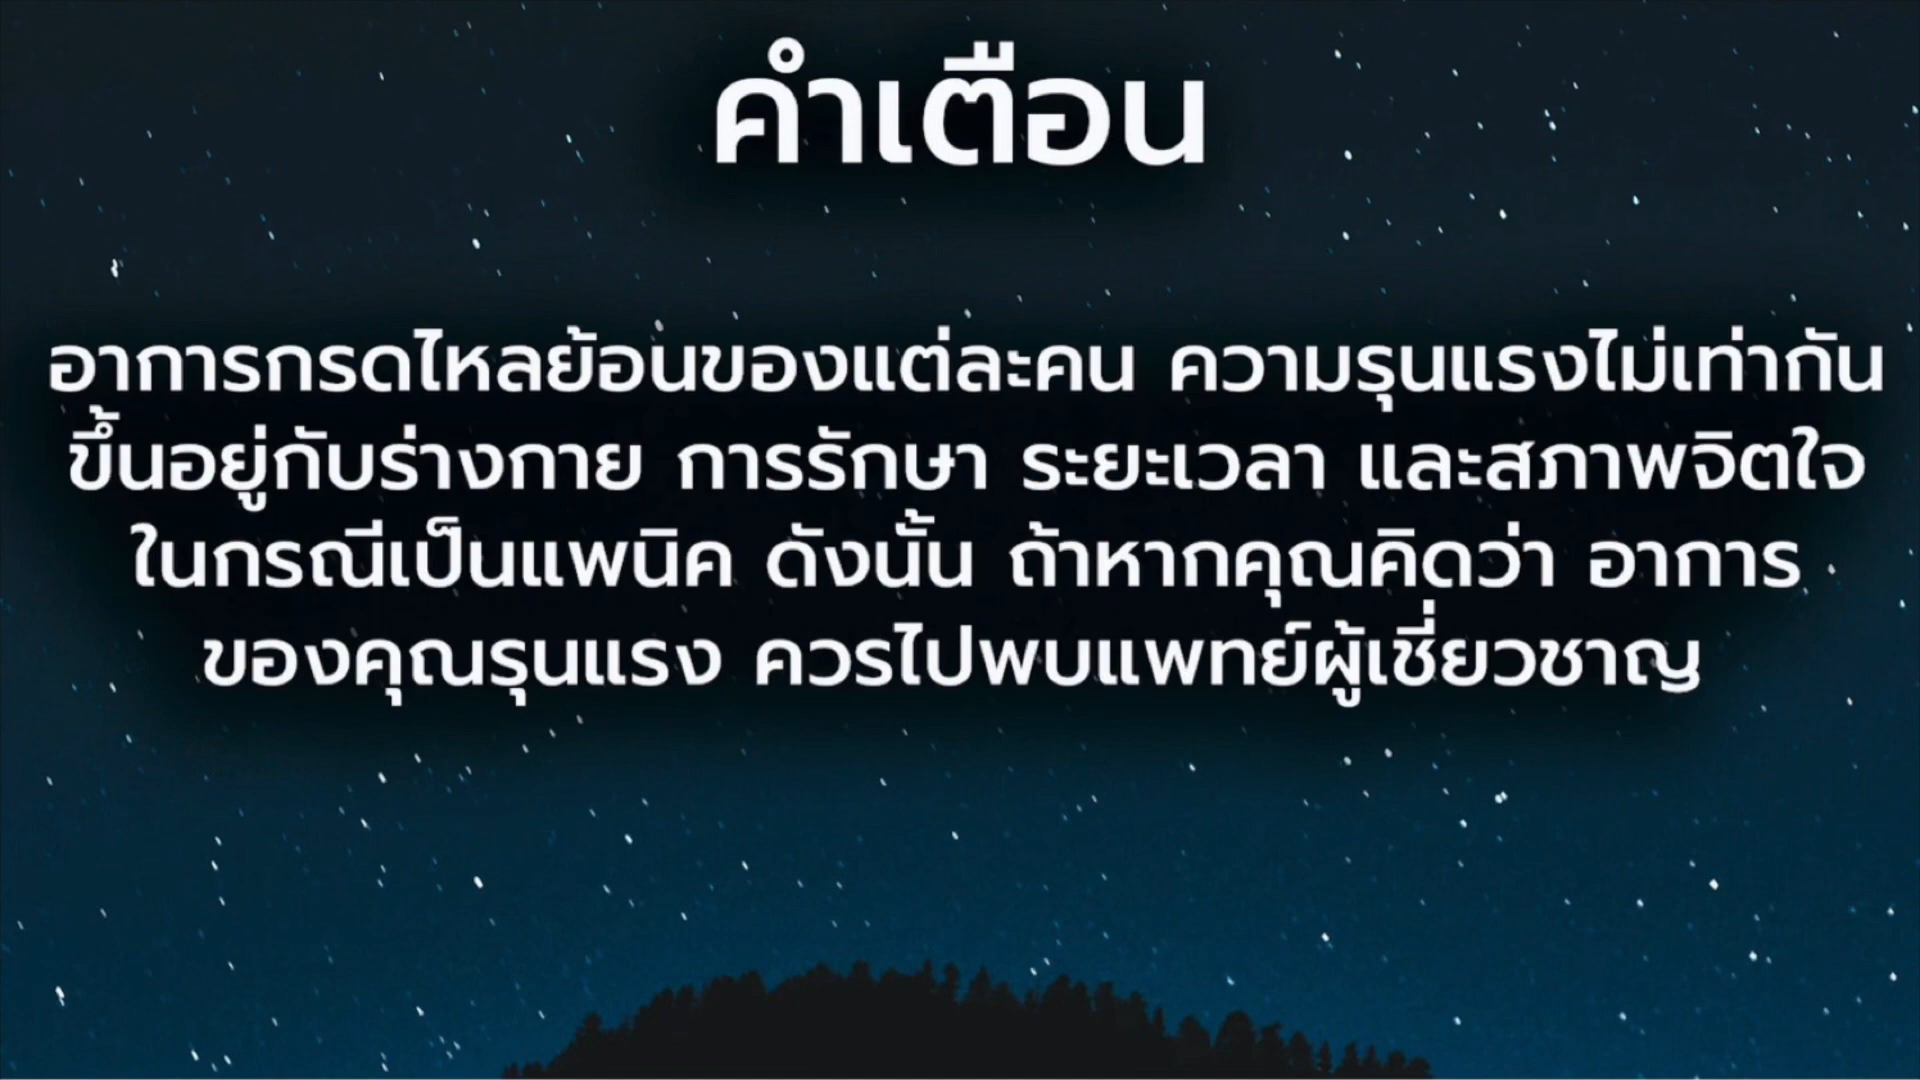 คำเตือน
อาการกรดไหลย้อนของแต่ละคน ความรุนแรงไม่เท่ากัน
ขึ้นอยู่กับร่างกาย การรักษา ระยะเวลา และสภาพจิตใจ
ในกรณีเป็นแพนิค ดังนั้น ถ้าหากคุณคิดว่า อาการ
ของคุณรุนแรง ควรไปพบแพทย์ผู้เชี่ยวชาญ